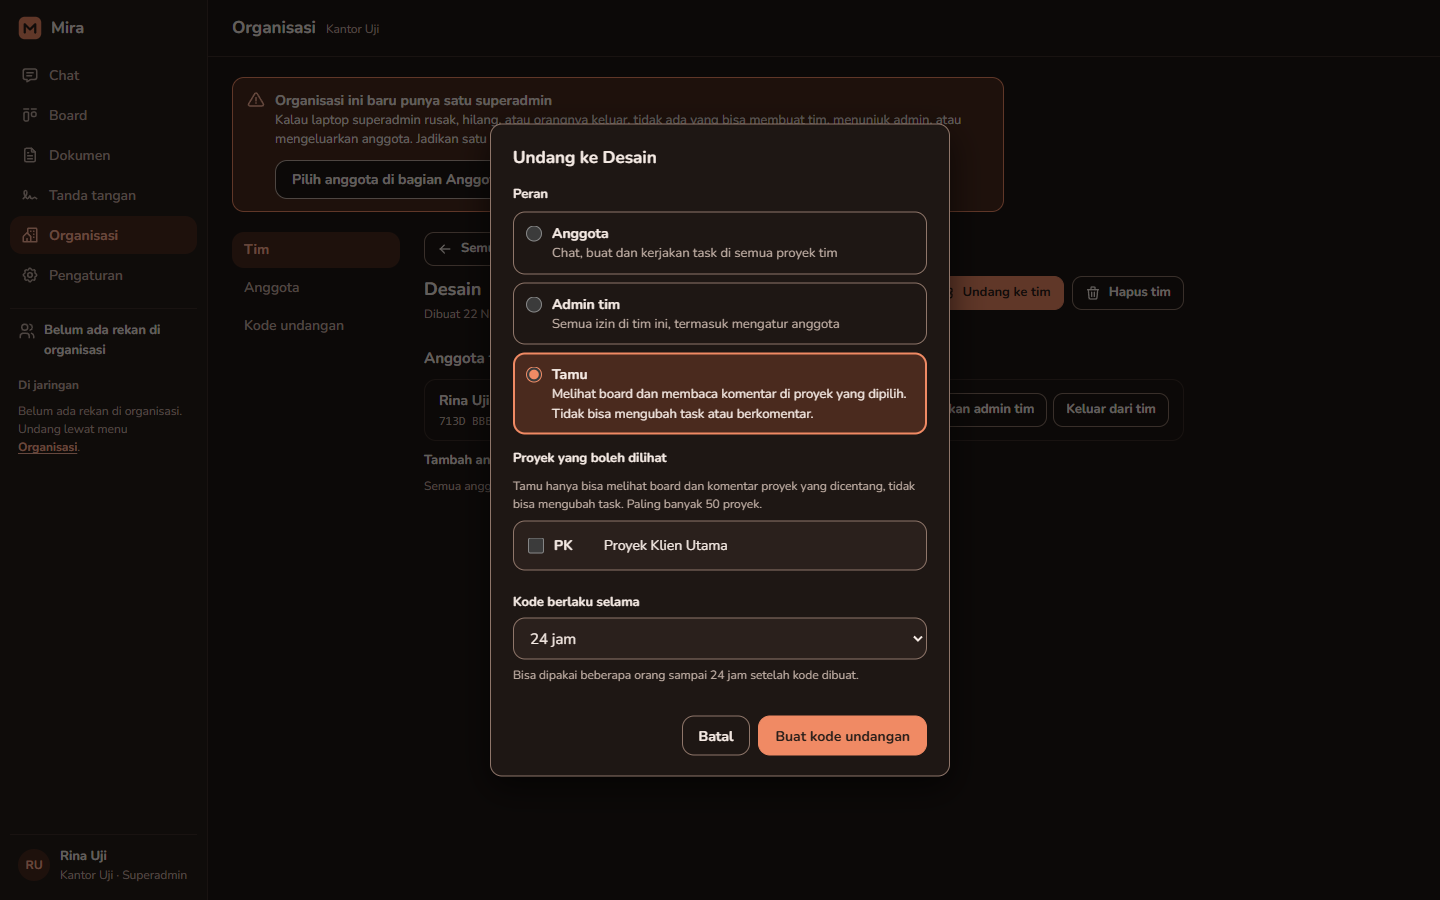 Mira
Chat
Board
Dokumen
Tanda tangan
Organisasi
Pengaturan
Belum ada rekan di
organisasi
Di jaringan
Belum ada rekan di organisasi.
Undang lewat menu
Organisasi.
RU
Rina Uji
Kantor Uji · Superadmin
Organisasi Kantor Uji
Organisasi ini baru punya satu superadmin
Kalau laptop superadmin rusak, hilang, atau orangnya keluar, tidak ada yang bisa membuat tim, menunjuk admin, atau
mengeluarkan anggota. Jadikan satu
Pilih anggota di bagian
Tim
Anggota
Kode undangan
Desain
Undang ke tim
Hapus tim
Dibuat 22
Anggota
Rina Uji
713D
admin tim
Keluar dari tim
Tambah
Semua
Undang ke Desain
Peran
Anggota
Chat, buat dan kerjakan task di semua proyek tim
Admin tim
Semua izin di tim ini, termasuk mengatur anggota
Tamu
Melihat board dan membaca komentar di proyek yang dipilih.
Tidak bisa mengubah task atau berkomentar.
Proyek yang boleh dilihat
Tamu hanya bisa melihat board dan komentar proyek yang dicentang, tidak
bisa mengubah task. Paling banyak 50 proyek.
PK Proyek Klien Utama
Kode berlaku selama
24 jam
Bisa dipakai beberapa orang sampai 24 jam setelah kode dibuat.
Batal
Buat kode undangan